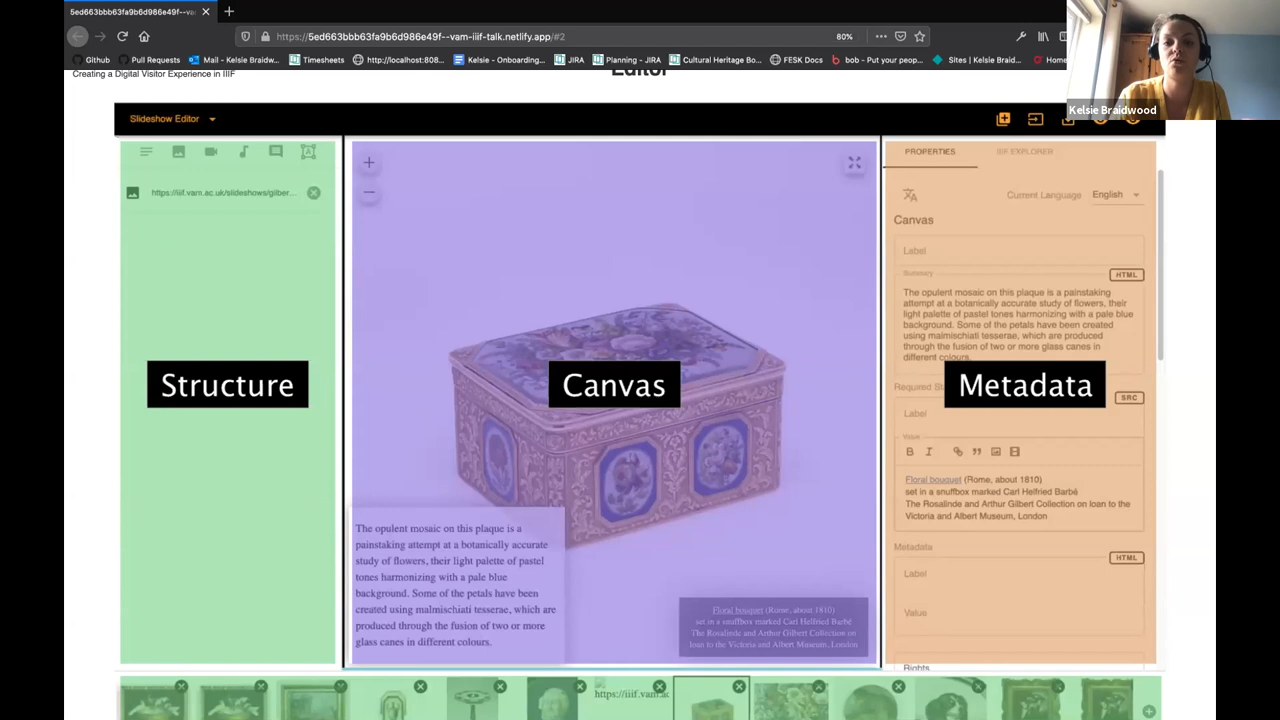 5ed663bbb63fa9b6d986e49f--va
https://5ed663bbb63fa9b6d986e49f--vam-iiif-talk.netlify.app/#2
80%
Github
Pull Requests
Mail - Kelsie Braidw...
Timesheets
http://localhost:808...
Kelsie - Onboarding...
JIRA
Planning - JIRA
Cultural Heritage Bo...
FESK Docs
bob - Put your peop...
Sites | Kelsie Braid...
Home
Creating a Digital Visitor Experience in IIIF
Editor
Kelsie Braidwood
Slideshow Editor
https://iiif.vam.ac.uk/slideshows/gilber...
Structure
Canvas
The opulent mosaic on this plaque is a
painstaking attempt at a botanically accurate
study of flowers, their light palette of pastel
tones harmonizing with a pale blue
background. Some of the petals have been
created using malmischiati tesserae, which are
produced through the fusion of two or more
glass canes in different colours.
Floral bouquet (Rome, about 1810)
set in a snuffbox marked Carl Helfried Barbé
The Rosalinde and Arthur Gilbert Collection on
loan to the Victoria and Albert Museum, London
PROPERTIES
IIIF EXPLORER
Current Language
English
Canvas
Label
Summary
HTML
The opulent mosaic on this plaque is a painstaking
attempt at a botanically accurate study of flowers, their
light palette of pastel tones harmonizing with a pale blue
background. Some of the petals have been created
using malmischiati tesserae, which are produced
through the fusion of two or more glass canes in
different colours.
Metadata
Required St
SRC
Label
Value
B I
Floral bouquet (Rome, about 1810)
set in a snuffbox marked Carl Helfried Barbé
The Rosalinde and Arthur Gilbert Collection on loan to the
Victoria and Albert Museum, London
Metadata
HTML
Label
Value
Rights
https://iiif.vam.ac